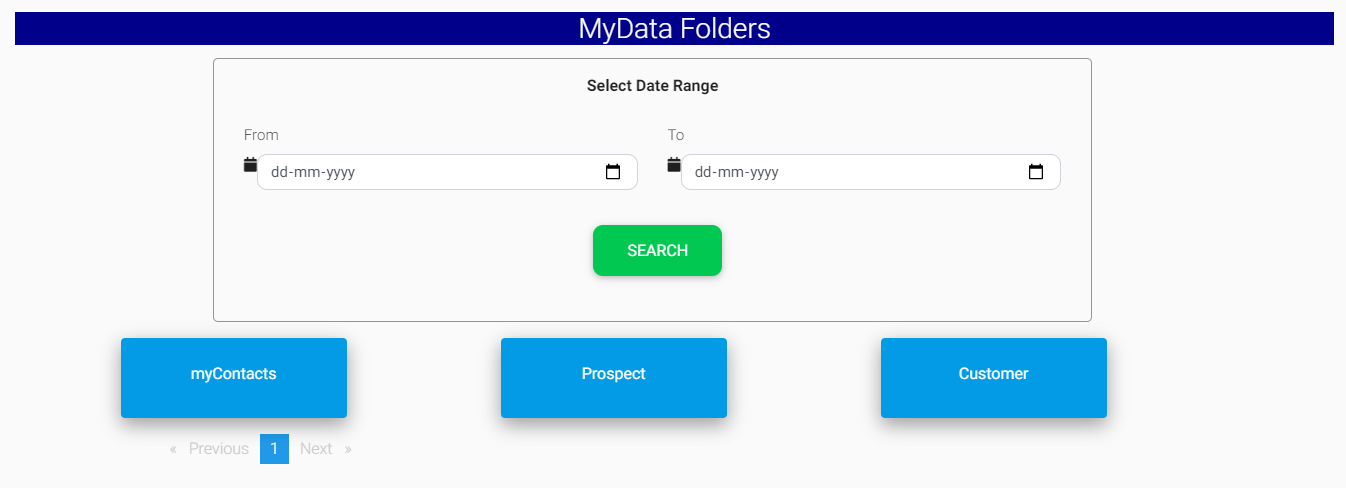 MyData Folders
Select Date Range
From To
dd-mm-yyyy dd-mm-yyyy
SEARCH
myContacts Prospect Customer
« Previous 1 Next »